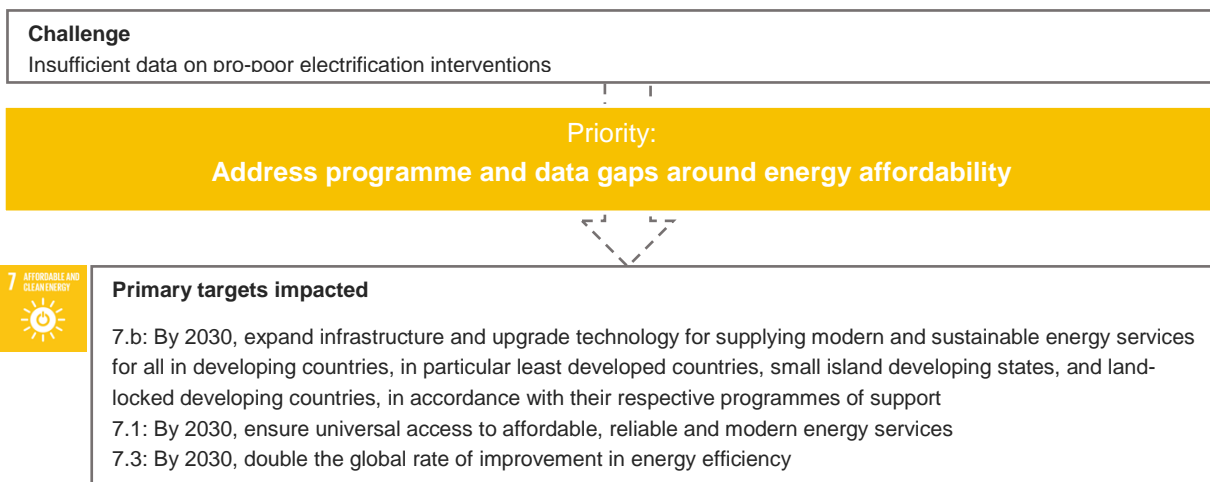 Challenge
Insufficient data on pro-poor electrification interventions
Priority:
Address programme and data gaps around energy affordability
7 AFFORDABLE AND
CLEAN ENERGY
Primary targets impacted
7.b: By 2030, expand infrastructure and upgrade technology for supplying modern and sustainable energy services
for all in developing countries, in particular least developed countries, small island developing states, and land-
locked developing countries, in accordance with their respective programmes of support
7.1: By 2030, ensure universal access to affordable, reliable and modern energy services
7.3: By 2030, double the global rate of improvement in energy efficiency